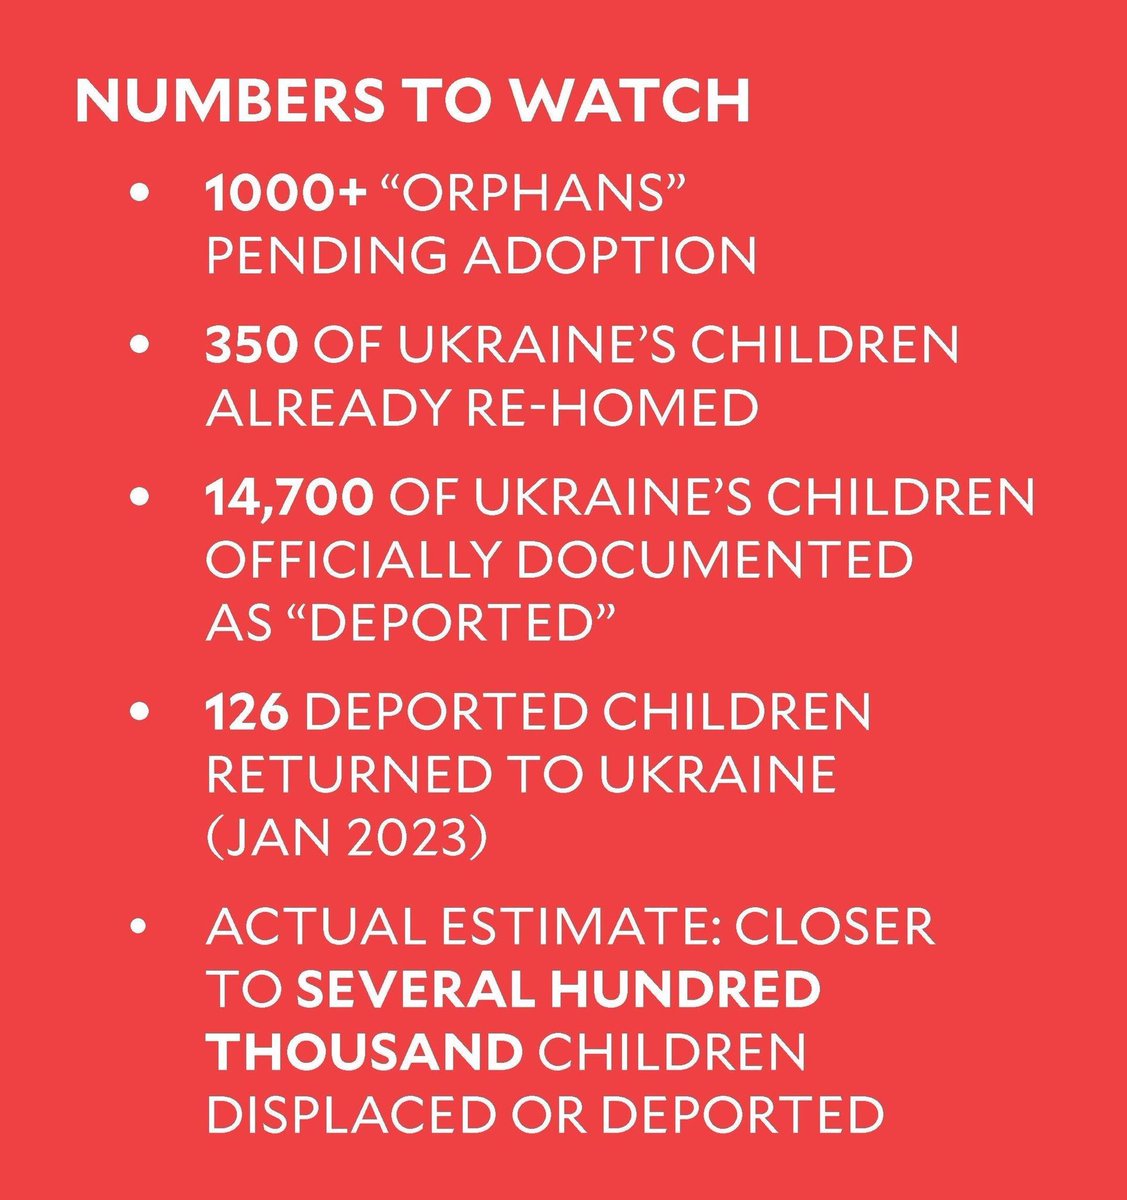 NUMBERS TO WATCH
• 1000+ “ORPHANS”
PENDING ADOPTION
• 350 OF UKRAINE’S CHILDREN
ALREADY RE-HOMED
• 14,700 OF UKRAINE’S CHILDREN
OFFICIALLY DOCUMENTED
AS “DEPORTED”
• 126 DEPORTED CHILDREN
RETURNED TO UKRAINE
(JAN 2023)
• ACTUAL ESTIMATE: CLOSER
TO SEVERAL HUNDRED
THOUSAND CHILDREN
DISPLACED OR DEPORTED